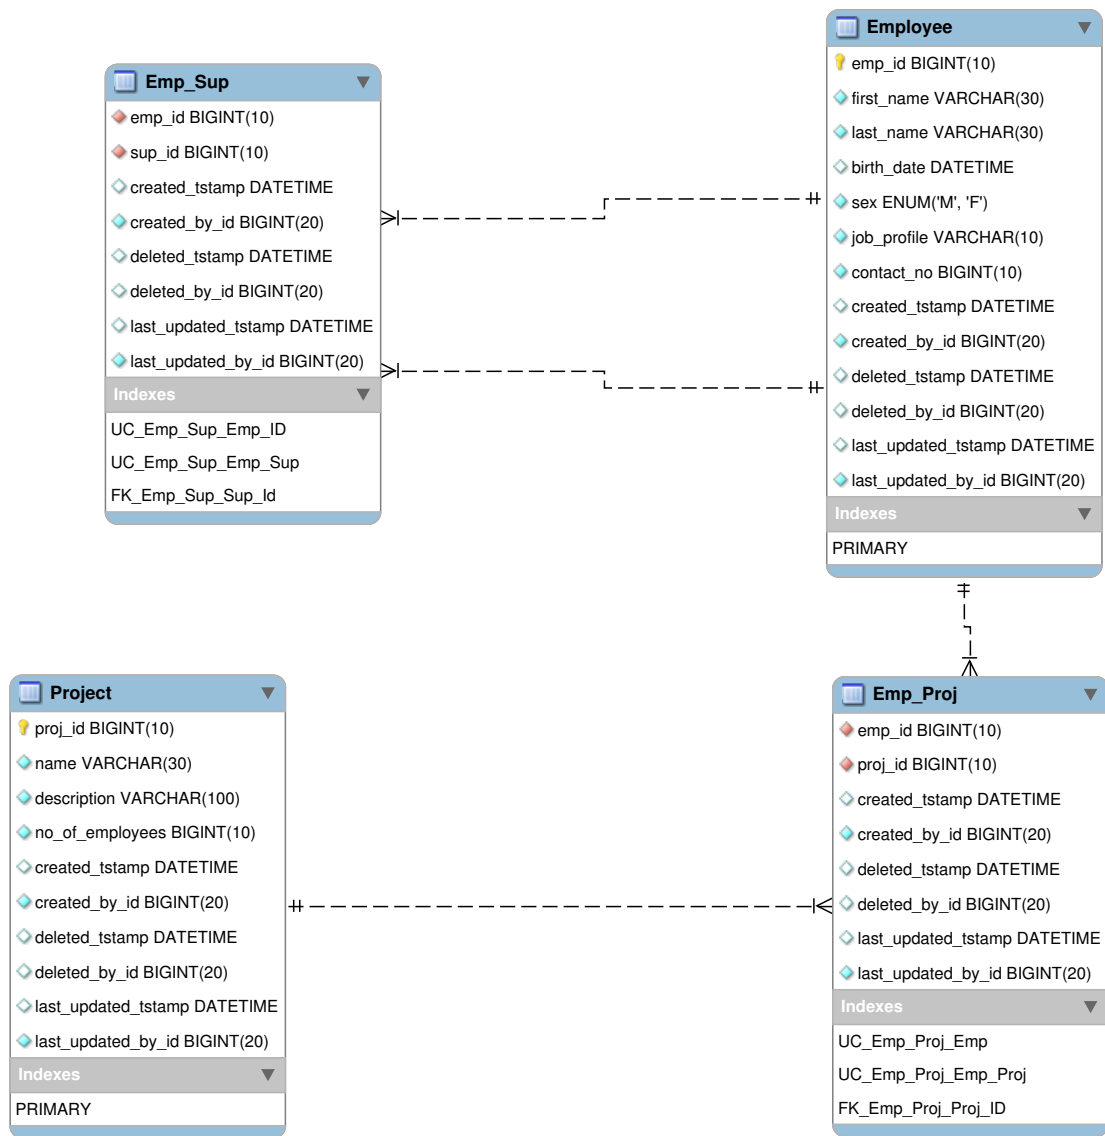 Emp_Sup
emp_id BIGINT(10)
sup_id BIGINT(10)
created_tstamp DATETIME
created_by_id BIGINT(20)
deleted_tstamp DATETIME
deleted_by_id BIGINT(20)
last_updated_tstamp DATETIME
last_updated_by_id BIGINT(20)
Indexes
UC_Emp_Sup_Emp_ID
UC_Emp_Sup_Emp_Sup
FK_Emp_Sup_Sup_Id
Employee
emp_id BIGINT(10)
first_name VARCHAR(30)
last_name VARCHAR(30)
birth_date DATETIME
sex ENUM('M', 'F')
job_profile VARCHAR(10)
contact_no BIGINT(10)
created_tstamp DATETIME
created_by_id BIGINT(20)
deleted_tstamp DATETIME
deleted_by_id BIGINT(20)
last_updated_tstamp DATETIME
last_updated_by_id BIGINT(20)
Indexes
PRIMARY
Project
proj_id BIGINT(10)
name VARCHAR(30)
description VARCHAR(100)
no_of_employees BIGINT(10)
created_tstamp DATETIME
created_by_id BIGINT(20)
deleted_tstamp DATETIME
deleted_by_id BIGINT(20)
last_updated_tstamp DATETIME
last_updated_by_id BIGINT(20)
Indexes
PRIMARY
Emp_Proj
emp_id BIGINT(10)
proj_id BIGINT(10)
created_tstamp DATETIME
created_by_id BIGINT(20)
deleted_tstamp DATETIME
deleted_by_id BIGINT(20)
last_updated_tstamp DATETIME
last_updated_by_id BIGINT(20)
Indexes
UC_Emp_Proj_Emp
UC_Emp_Proj_Emp_Proj
FK_Emp_Proj_Proj_ID